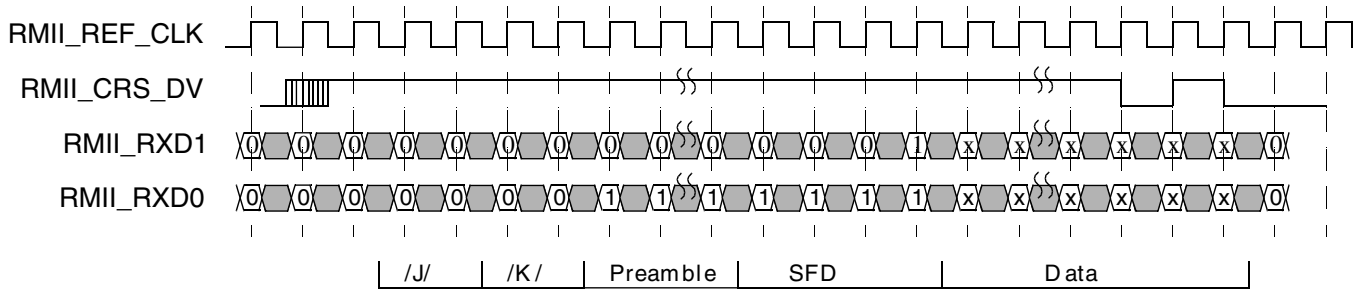 RMII_REF_CLK
RMII_CRS_DV
RMII_RXD1 0 0 0 0 0 0 0 0 0 0 0 0 0 1 x x x x x x 0
RMII_RXD0 0 0 0 0 0 0 0 1 1 1 1 1 1 1 x x x x x x 0
/J/ /K/ Preamble SFD Data